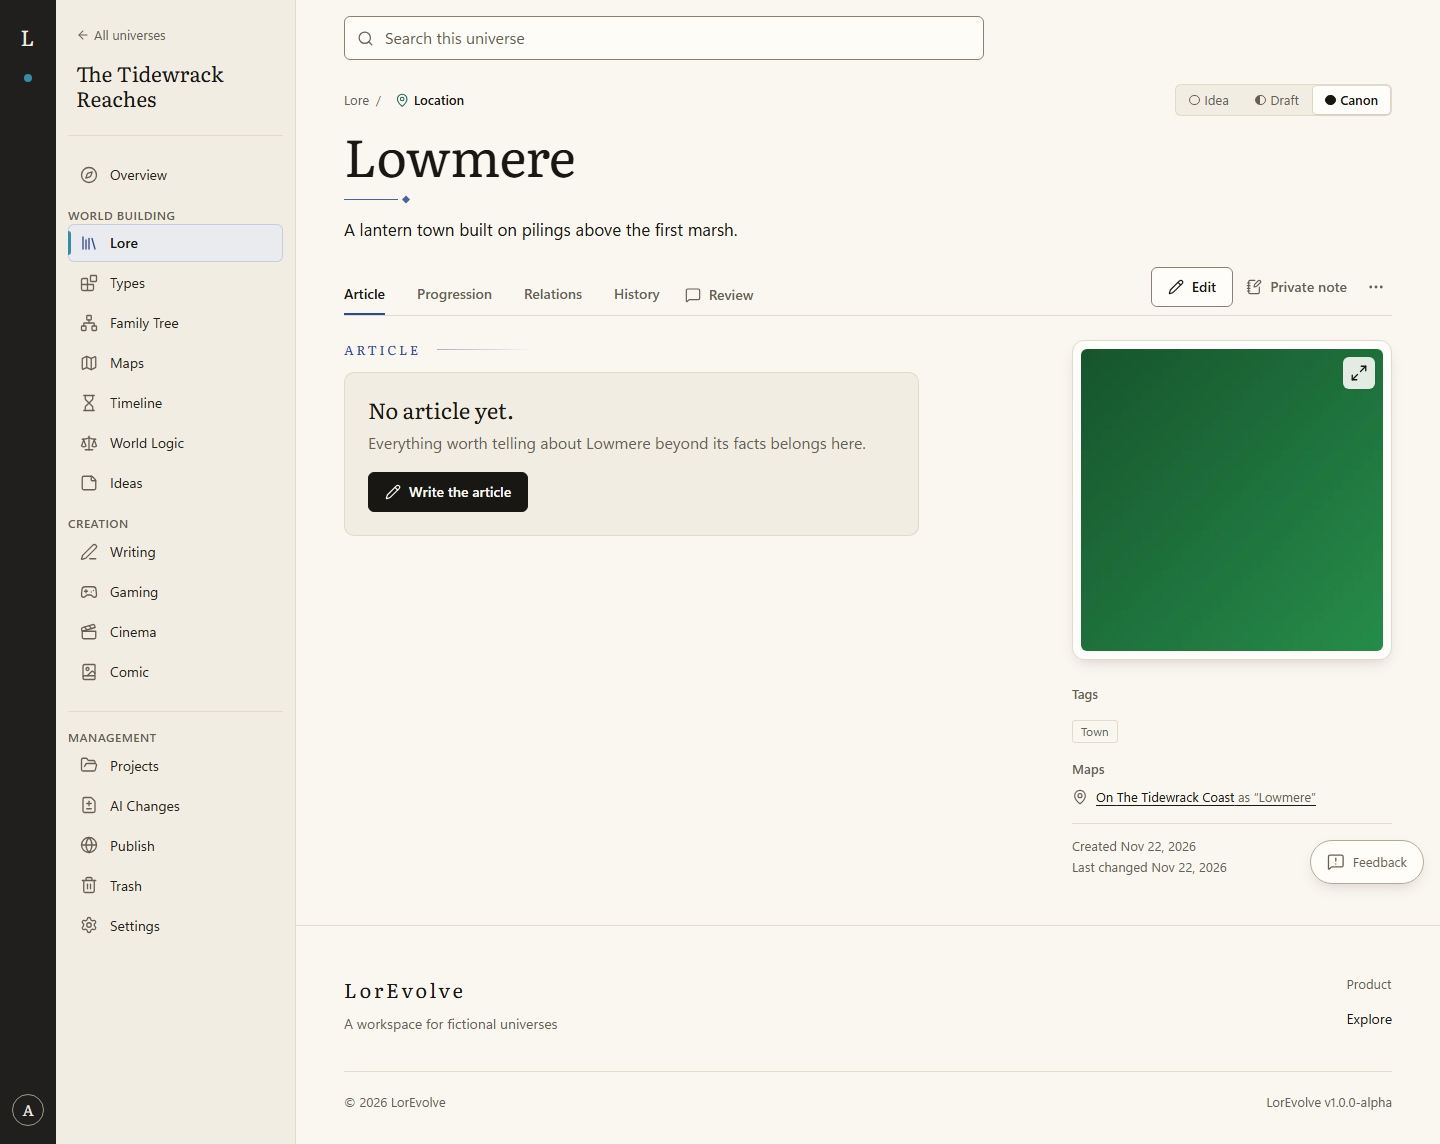 L
All universes
The Tidewrack
Reaches
Overview
WORLD BUILDING
Lore
Types
Family Tree
Maps
Timeline
World Logic
Ideas
CREATION
Writing
Gaming
Cinema
Comic
MANAGEMENT
Projects
AI Changes
Publish
Trash
Settings
A
Search this universe
Lore / Location
Idea Draft Canon
Lowmere
A lantern town built on pilings above the first marsh.
Article Progression Relations History Review
Edit Private note
ARTICLE
No article yet.
Everything worth telling about Lowmere beyond its facts belongs here.
Write the article
Tags
Town
Maps
On The Tidewrack Coast as “Lowmere”
Created Nov 22, 2026
Last changed Nov 22, 2026
Feedback
LorEvolve
A workspace for fictional universes
Product
Explore
© 2026 LorEvolve
LorEvolve v1.0.0-alpha